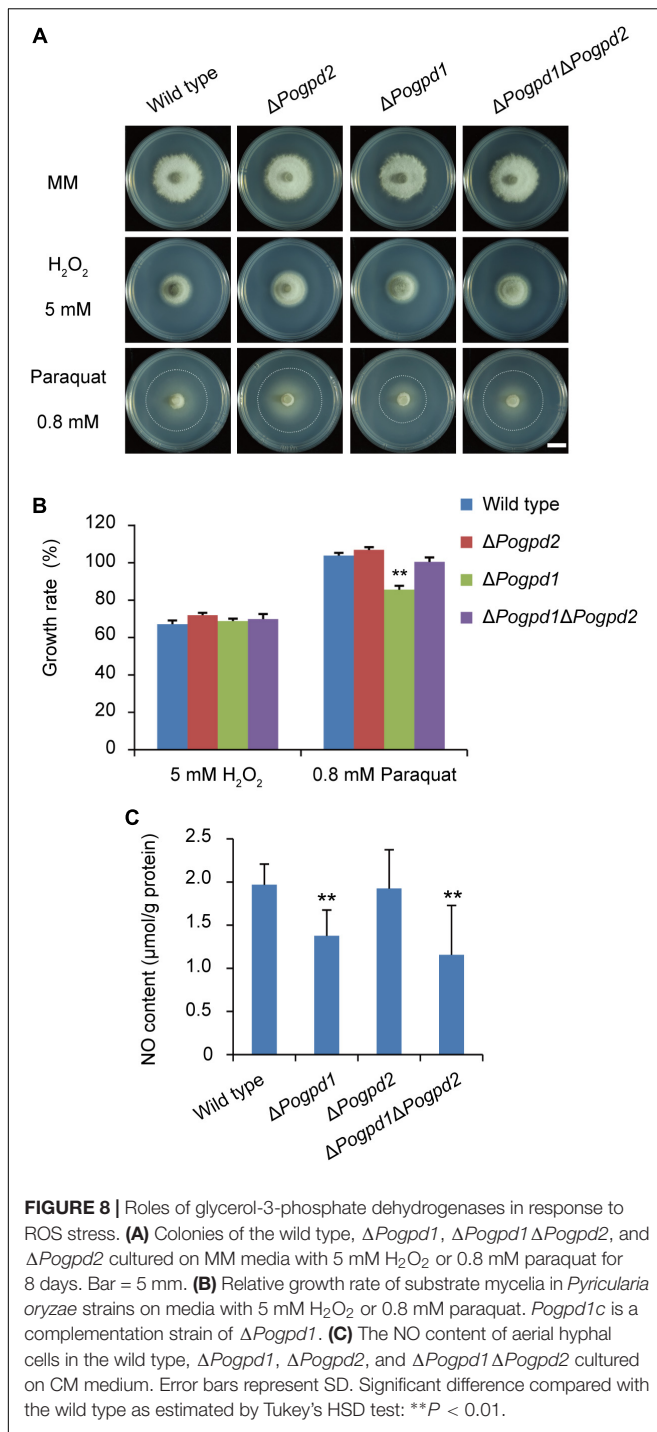 A
Wild type
ΔPogpd2
ΔPogpd1
ΔPogpd1ΔPogpd2
MM
H₂O₂
5 mM
Paraquat
0.8 mM
B
Growth rate (%)
120
100
80
60
40
20
0
**
5 mM H₂O₂
0.8 mM Paraquat
Wild type
ΔPogpd2
ΔPogpd1
ΔPogpd1ΔPogpd2
C
NO content (µmol/g protein)
2.5
2.0
1.5
1.0
0.5
0
**
**
Wild type
ΔPogpd1
ΔPogpd2
ΔPogpd1ΔPogpd2
FIGURE 8 | Roles of glycerol-3-phosphate dehydrogenases in response to
ROS stress. (A) Colonies of the wild type, ΔPogpd1, ΔPogpd1ΔPogpd2, and
ΔPogpd2 cultured on MM media with 5 mM H₂O₂ or 0.8 mM paraquat for
8 days. Bar = 5 mm. (B) Relative growth rate of substrate mycelia in Pyricularia
oryzae strains on media with 5 mM H₂O₂ or 0.8 mM paraquat. Pogpd1c is a
complementation strain of ΔPogpd1. (C) The NO content of aerial hyphal
cells in the wild type, ΔPogpd1, ΔPogpd2, and ΔPogpd1ΔPogpd2 cultured
on CM medium. Error bars represent SD. Significant difference compared with
the wild type as estimated by Tukey's HSD test: **P < 0.01.